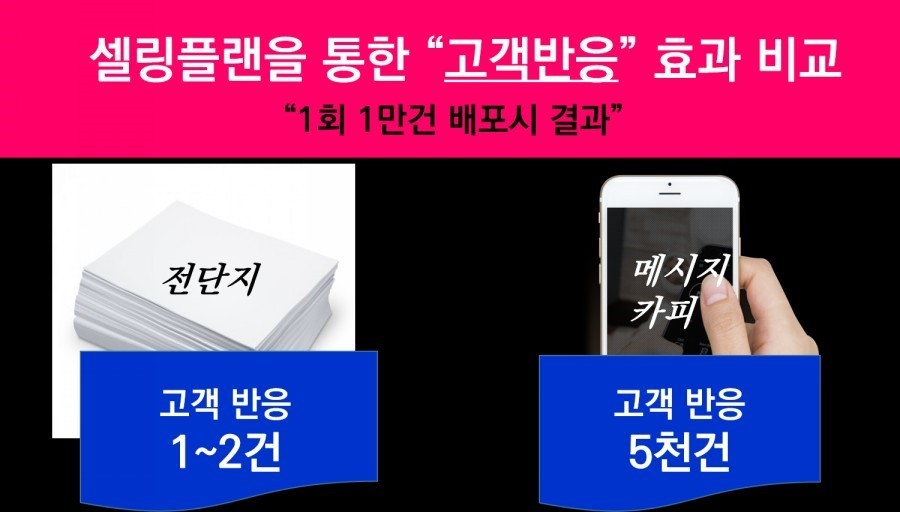 셀링플랜을 통한 “고객반응” 효과 비교
“1회 1만건 배포시 결과”
전단지
고객 반응
1~2건
메시지
카피
고객 반응
5천건